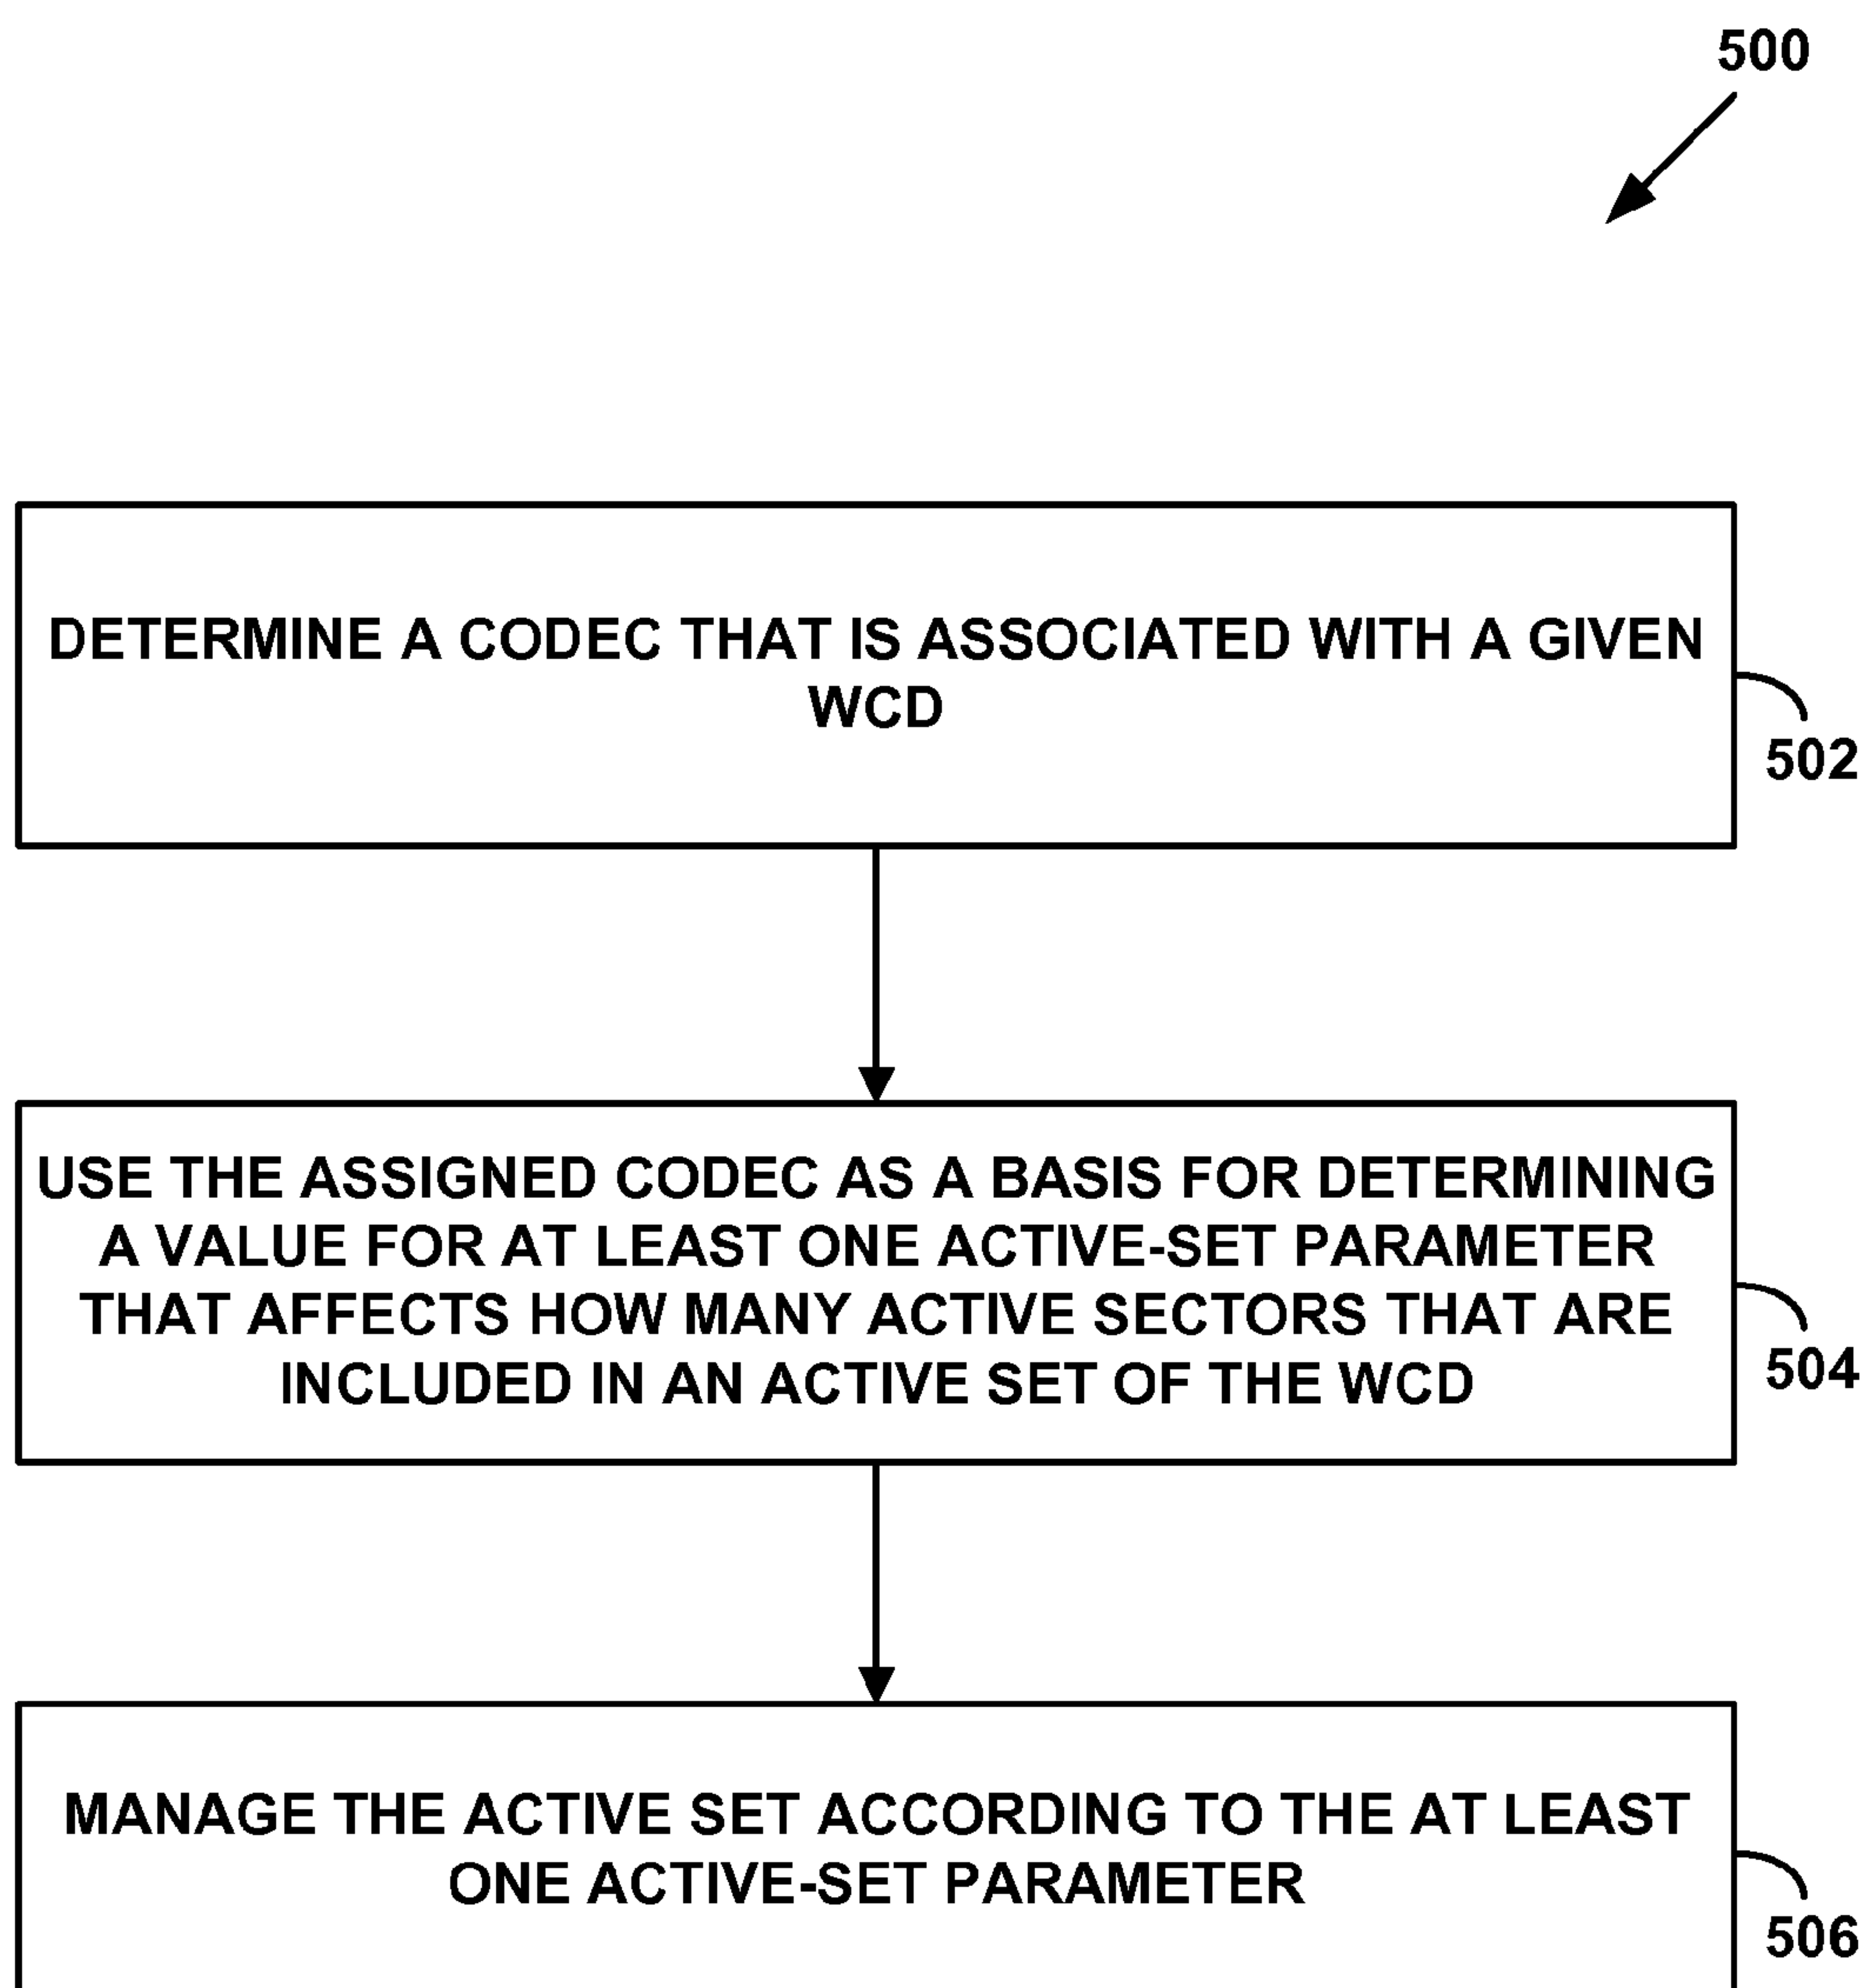 500
DETERMINE A CODEC THAT IS ASSOCIATED WITH A GIVEN
WCD
502
USE THE ASSIGNED CODEC AS A BASIS FOR DETERMINING
A VALUE FOR AT LEAST ONE ACTIVE-SET PARAMETER
THAT AFFECTS HOW MANY ACTIVE SECTORS THAT ARE
INCLUDED IN AN ACTIVE SET OF THE WCD
504
MANAGE THE ACTIVE SET ACCORDING TO THE AT LEAST
ONE ACTIVE-SET PARAMETER
506